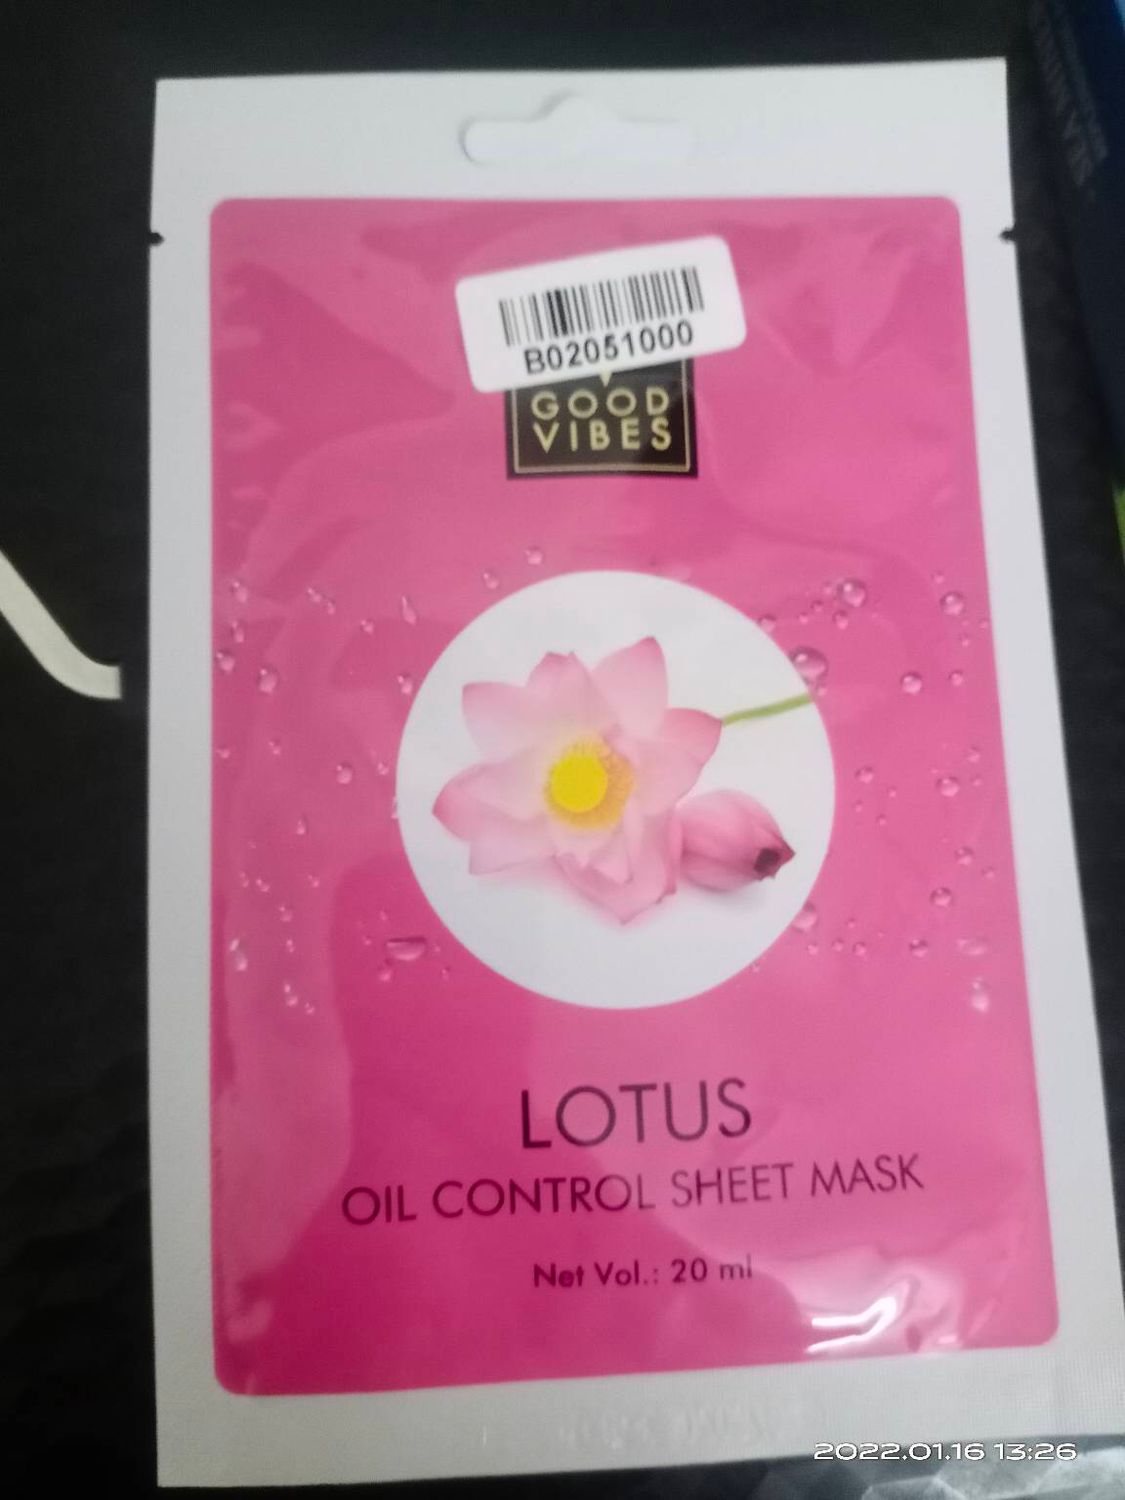 B02051000
GOOD
VIBES
LOTUS
OIL CONTROL SHEET MASK
Net Vol.: 20 ml
2022.01.16 13:26